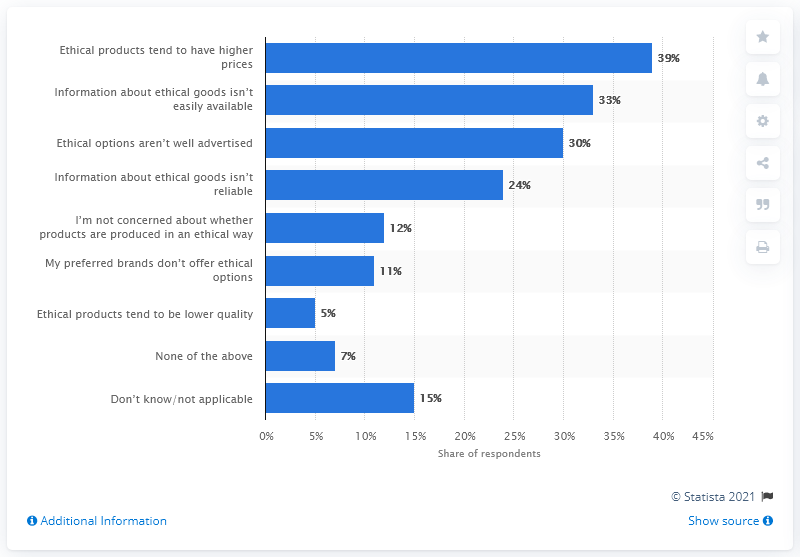 Ethical products tend to have higher
prices
39%
Information about ethical goods isn’t
easily available
33%
Ethical options aren’t well advertised
30%
Information about ethical goods isn’t
reliable
24%
I’m not concerned about whether
products are produced in an ethical way
12%
My preferred brands don’t offer ethical
options
11%
Ethical products tend to be lower quality
5%
None of the above
7%
Don’t know/not applicable
15%
0% 5% 10% 15% 20% 25% 30% 35% 40% 45%
Share of respondents
© Statista 2021
Additional Information
Show source